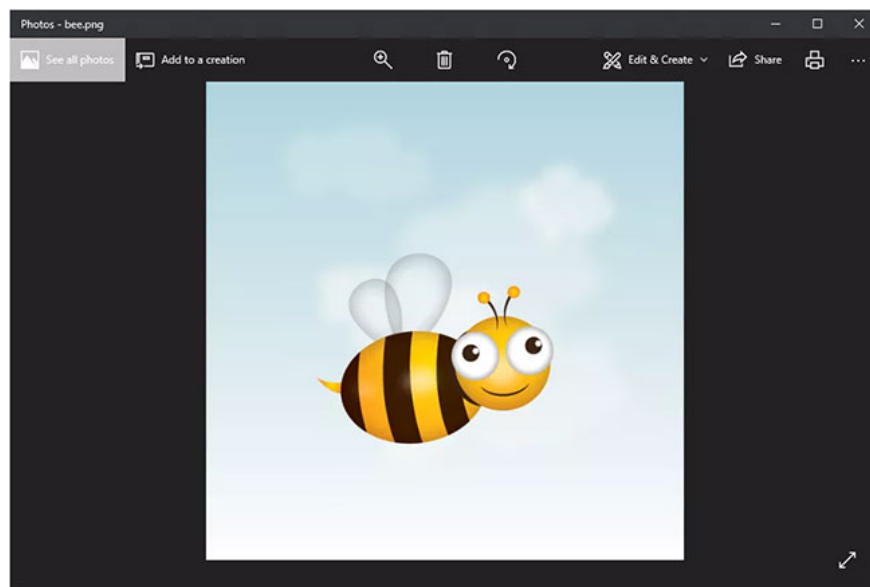 Photos - bee.png
See all photos
Add to a creation
Edit & Create
Share